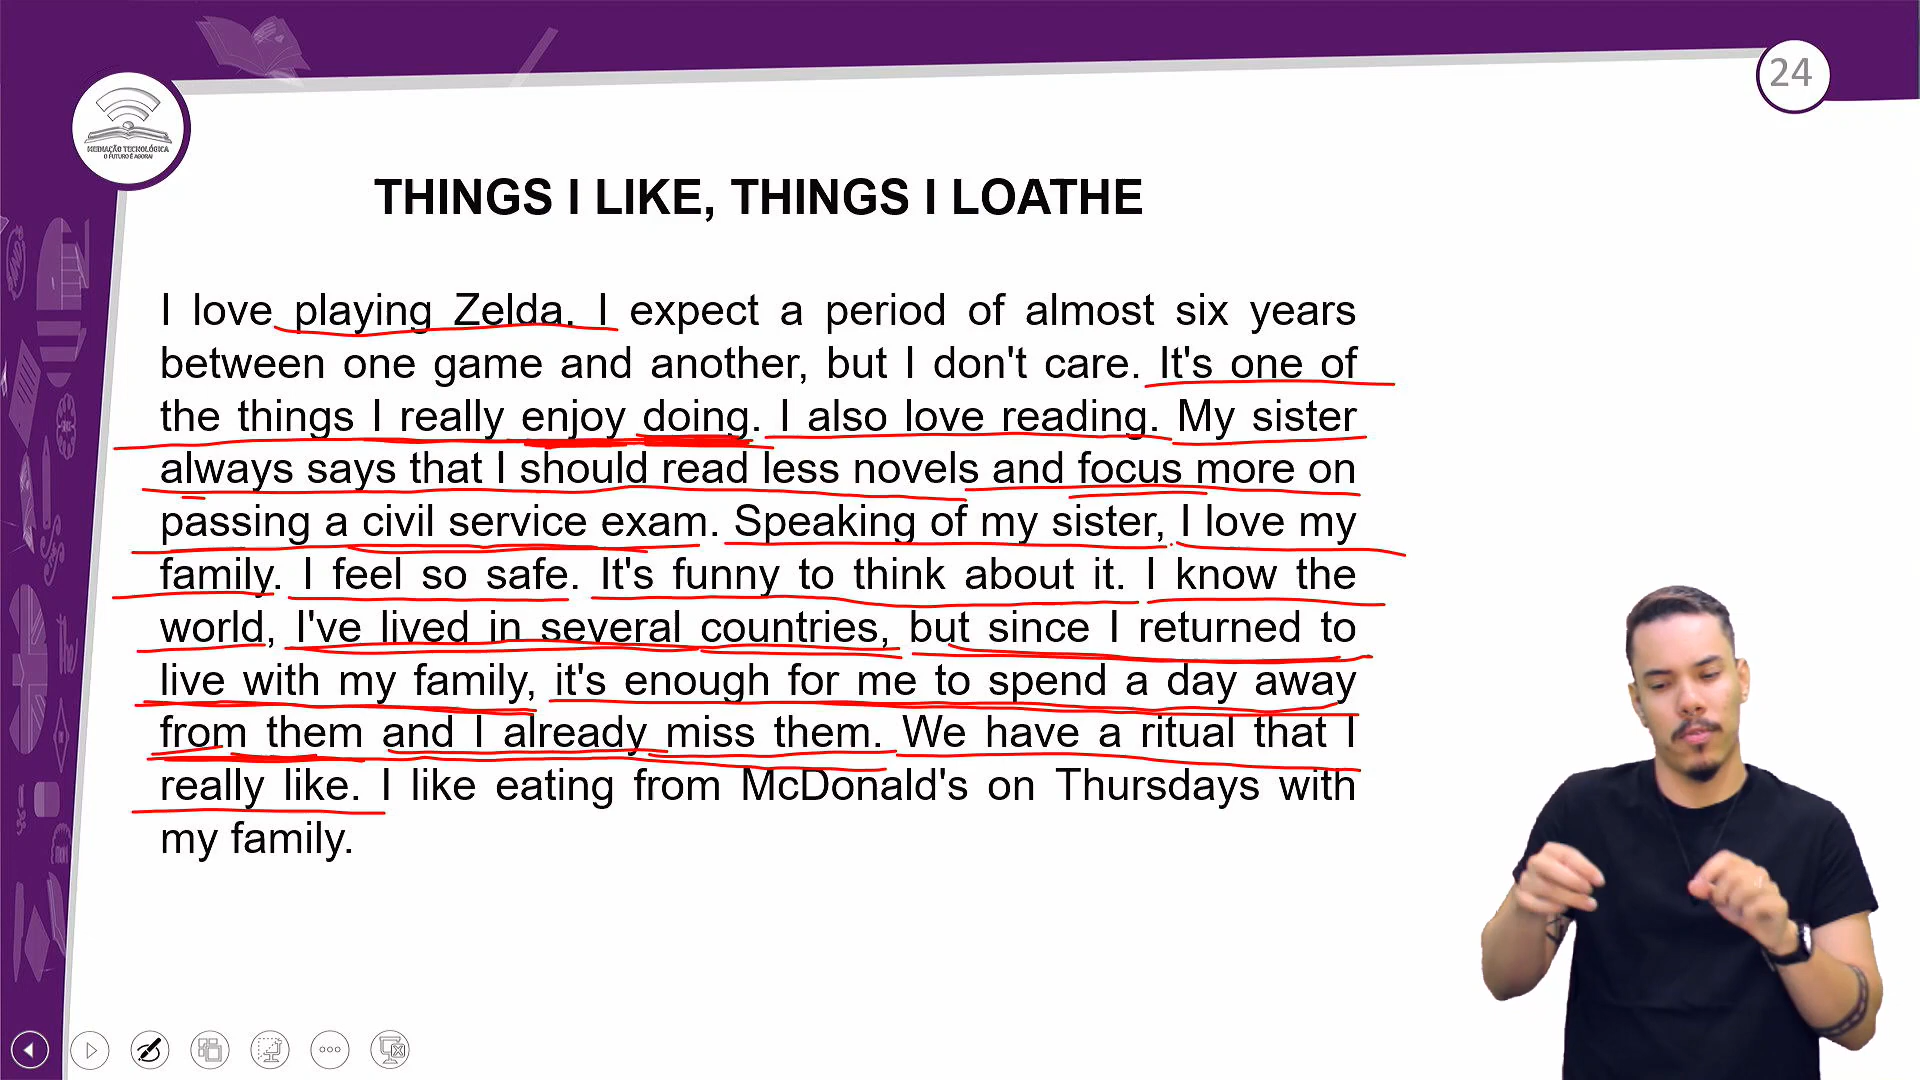 24
MEDIAÇÃO TECNOLÓGICA
O FUTURO É AGORA!
THINGS I LIKE, THINGS I LOATHE
I love playing Zelda. I expect a period of almost six years
between one game and another, but I don't care. It's one of
the things I really enjoy doing. I also love reading. My sister
always says that I should read less novels and focus more on
passing a civil service exam. Speaking of my sister, I love my
family. I feel so safe. It's funny to think about it. I know the
world, I've lived in several countries, but since I returned to
live with my family, it's enough for me to spend a day away
from them and I already miss them. We have a ritual that I
really like. I like eating from McDonald's on Thursdays with
my family.